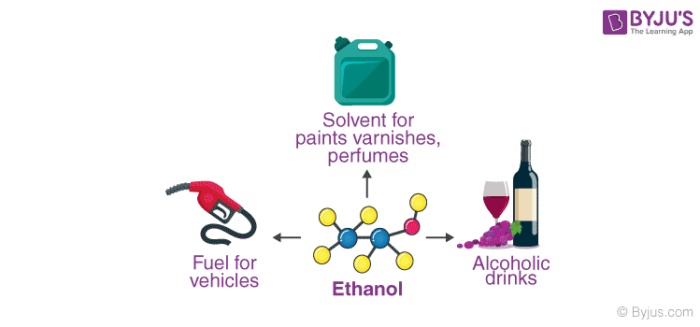 BYJU'S
The Learning App
Solvent for
paints varnishes,
perfumes
Fuel for
vehicles
Ethanol
Alcoholic
drinks
© Byjus.com